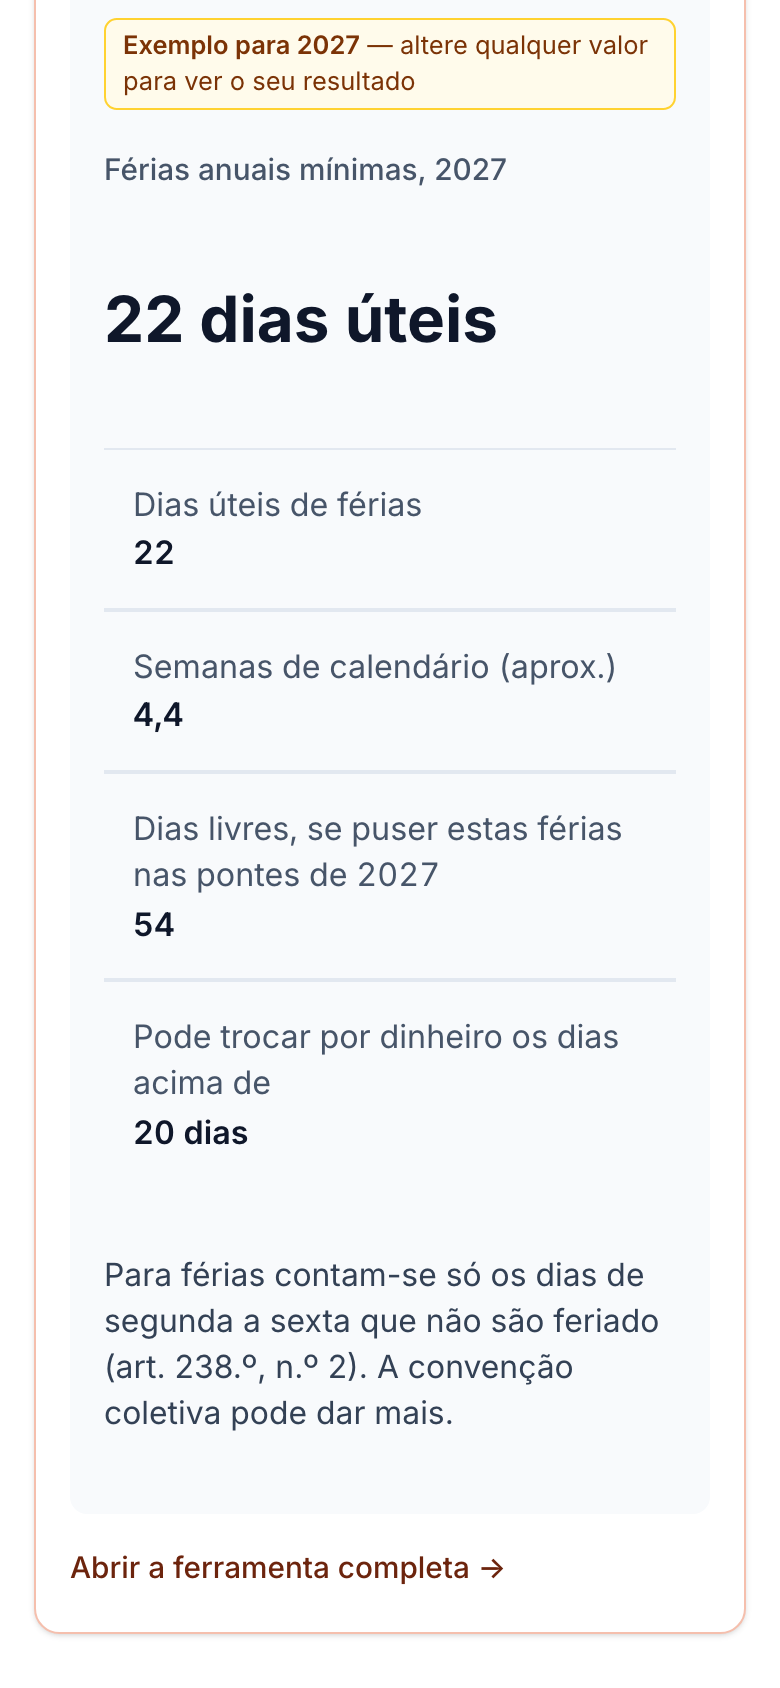 Exemplo para 2027 — altere qualquer valor
para ver o seu resultado
Férias anuais mínimas, 2027
22 dias úteis
Dias úteis de férias
22
Semanas de calendário (aprox.)
4,4
Dias livres, se puser estas férias
nas pontes de 2027
54
Pode trocar por dinheiro os dias
acima de
20 dias
Para férias contam-se só os dias de
segunda a sexta que não são feriado
(art. 238.º, n.º 2). A convenção
coletiva pode dar mais.
Abrir a ferramenta completa →